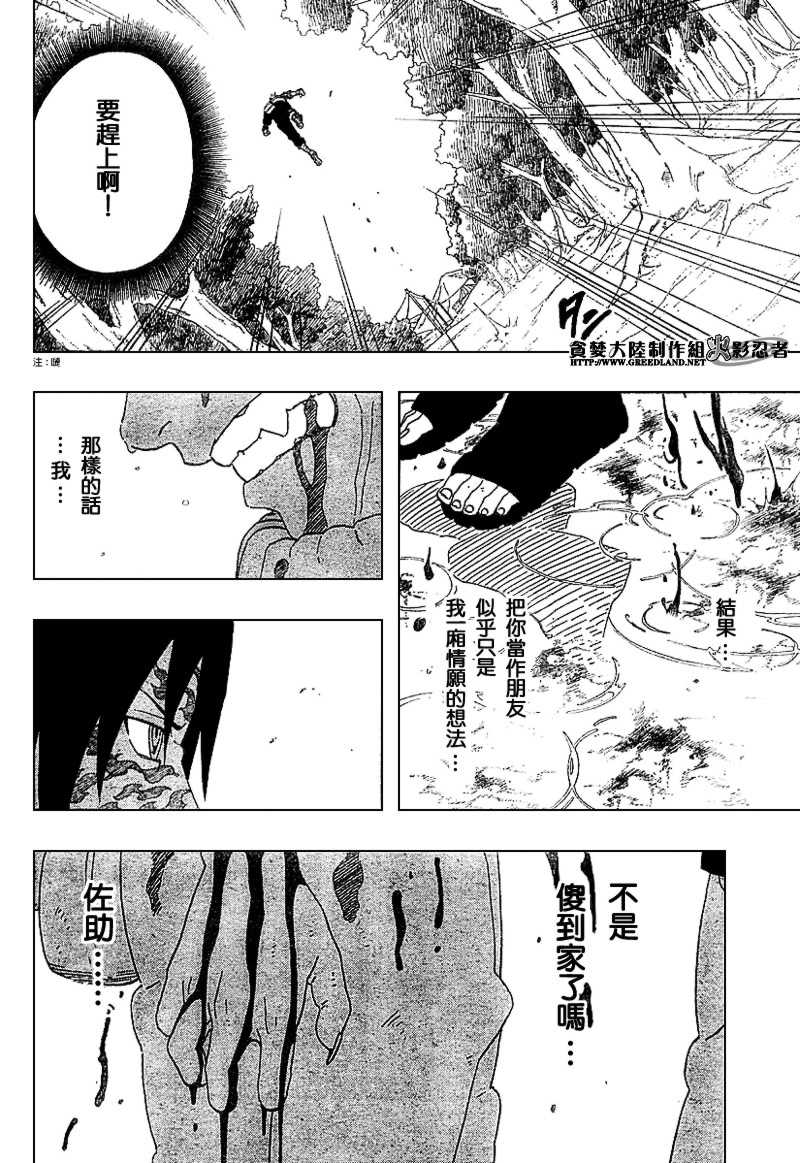 要趕上啊！
タン
貪婪大陸制作組火影忍者
HTTP://WWW.GREEDLAND.NET
結果…
把你當作朋友
似乎只是
我一廂情願的想法…
那樣的話
…我…
不是
傻到家了嗎…
佐助……